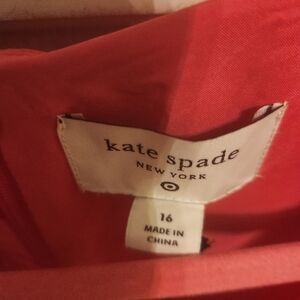 kate spade
NEW YORK
16
MADE IN
CHINA